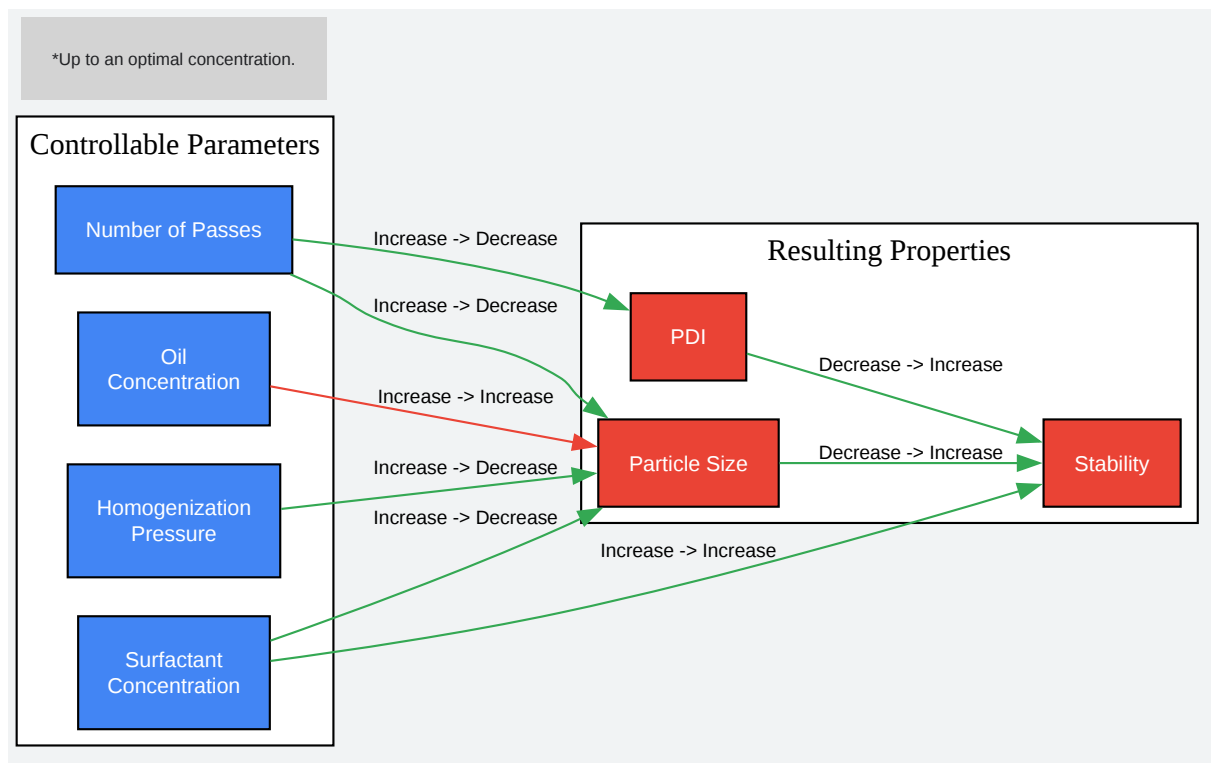 *Up to an optimal concentration.
Controllable Parameters
Number of Passes
Oil
Concentration
Homogenization
Pressure
Surfactant
Concentration
Increase -> Decrease
Increase -> Decrease
Increase -> Increase
Increase -> Decrease
Increase -> Decrease
Increase -> Increase
Resulting Properties
PDI
Particle Size
Decrease -> Increase
Decrease -> Increase
Stability